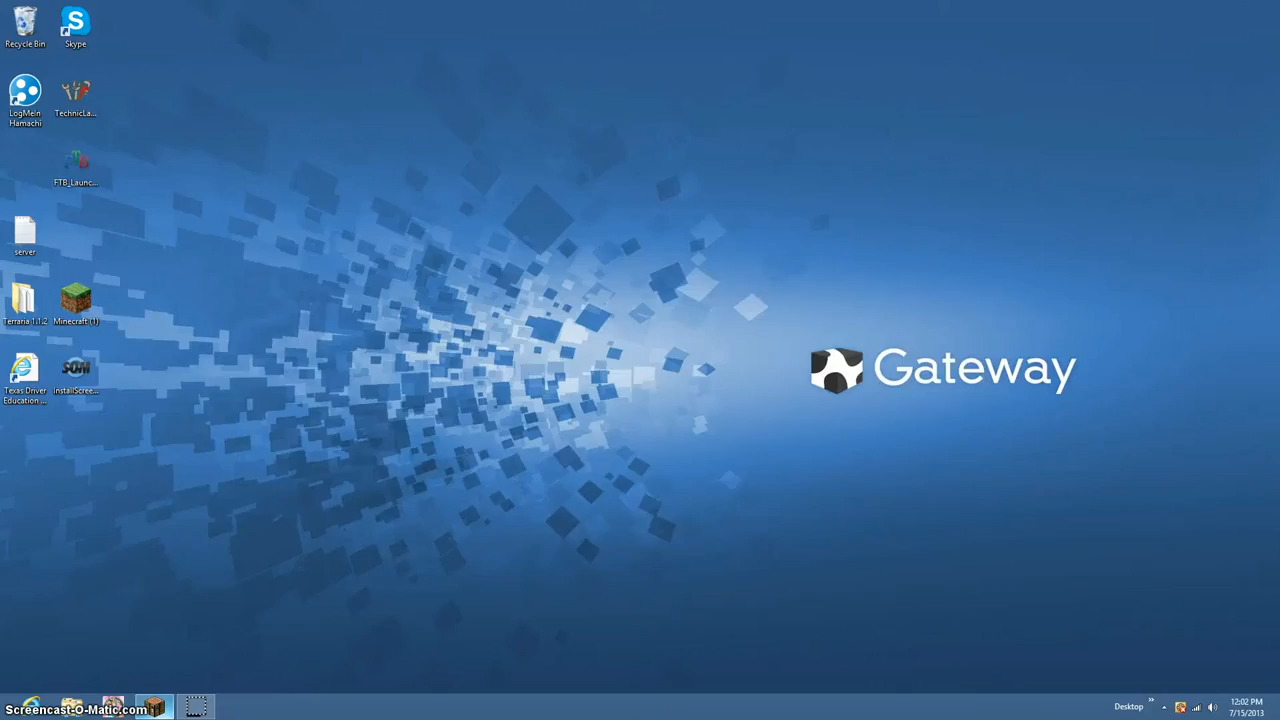 Recycle Bin
Skype
LogMeIn
Hamachi
TechnicLa...
FTB_Launc...
server
Terraria 1.1.2
Minecraft (1)
Texas Driver
Education ...
SOM
InstallScree...
Gateway
Screencast-O-Matic.com
Desktop
12:02 PM
7/15/2013